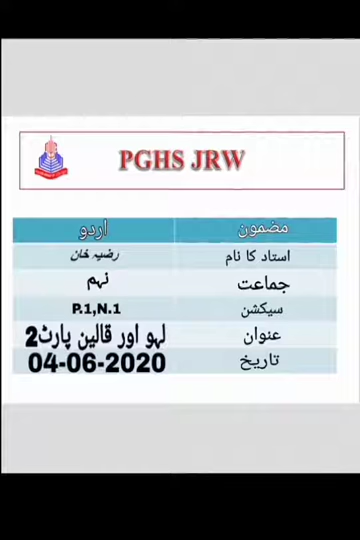 PGHS JRW
مضمون اردو
استاد کا نام رضیہ خان
جماعت نہم
سیکشن P.1,N.1
عنوان لہو اور قالین پارٹ2
تاریخ 04-06-2020